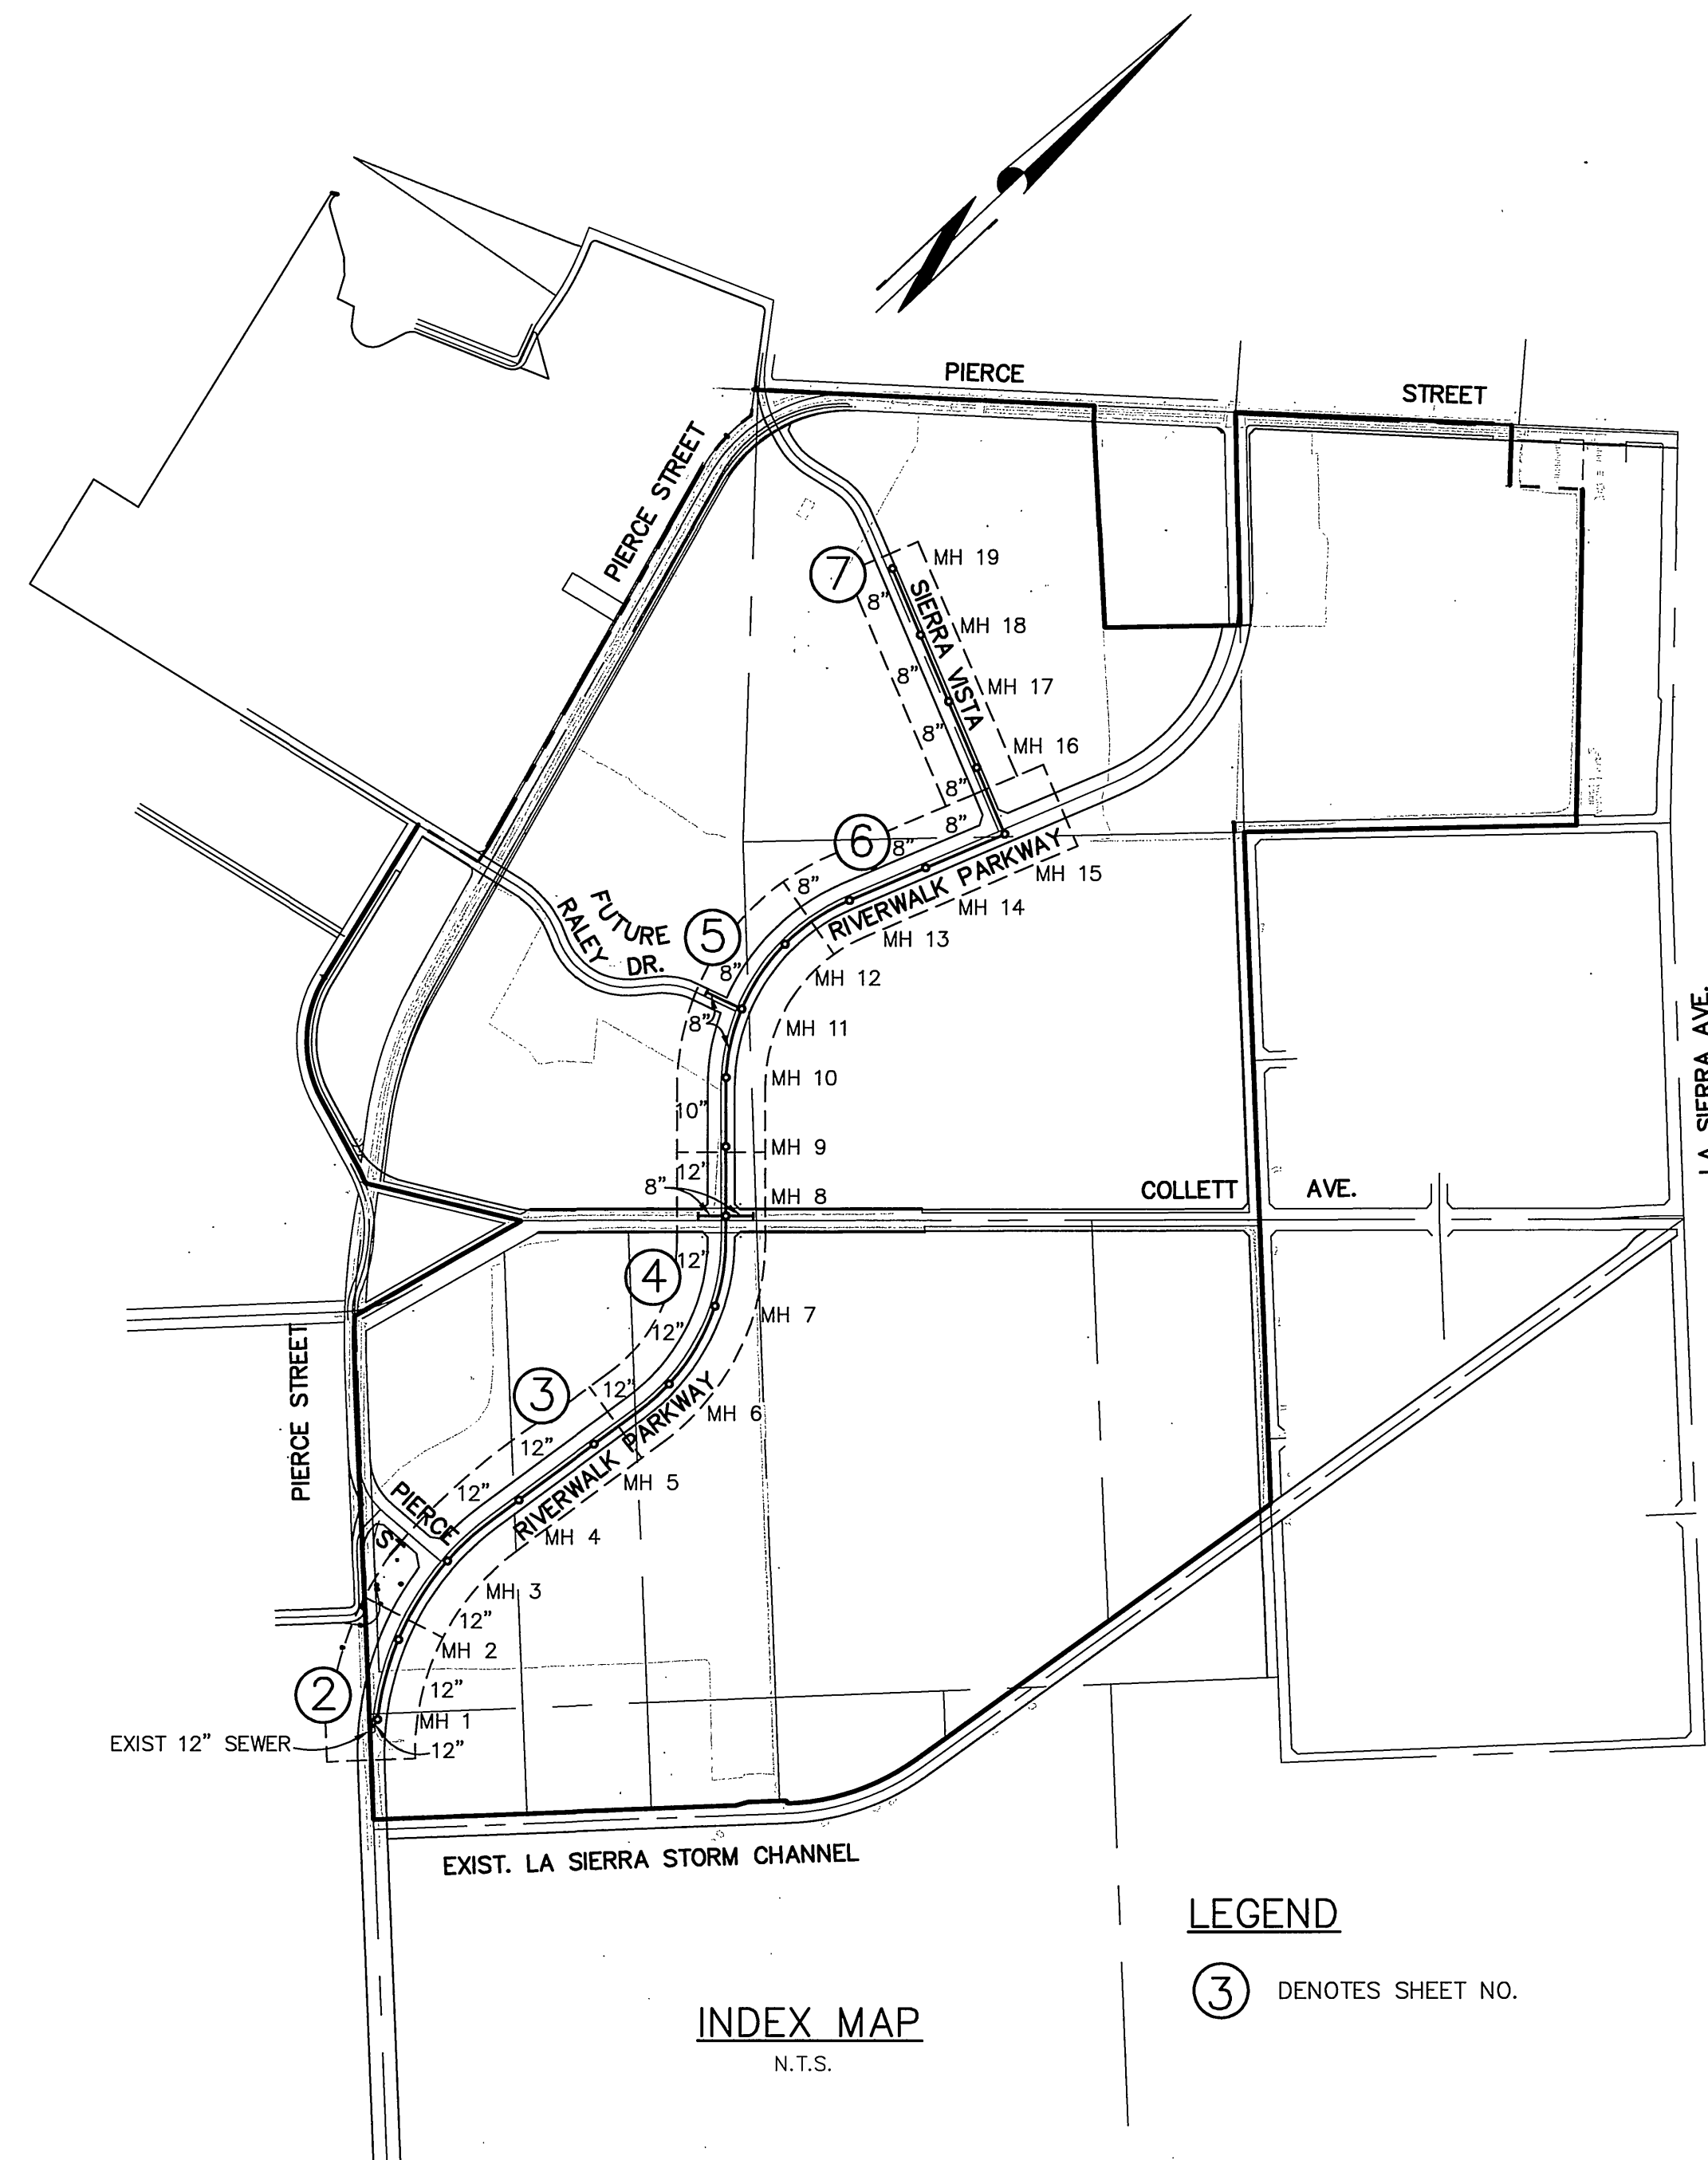 PIERCE
STREET
PIERCE STREET
MH 19
7
8"
SIERRA VISTA
MH 18
8"
MH 17
8"
MH 16
8"
8"
6
8"
RIVERWALK PARKWAY
MH 15
8"
MH 14
FUTURE
RALEY DR.
5
MH 13
8"
MH 12
8"
MH 11
LA SIERRA AVE.
MH 10
10"
MH 9
12"
8"
MH 8
COLLETT AVE.
12"
4
MH 7
12"
PIERCE STREET
3
12"
RIVERWALK PARKWAY
MH 6
12"
MH 5
12"
PIERCE
ST.
MH 4
MH 3
12"
MH 2
2
12"
MH 1
EXIST 12" SEWER
12"
EXIST. LA SIERRA STORM CHANNEL
LEGEND
3 DENOTES SHEET NO.
INDEX MAP
N.T.S.